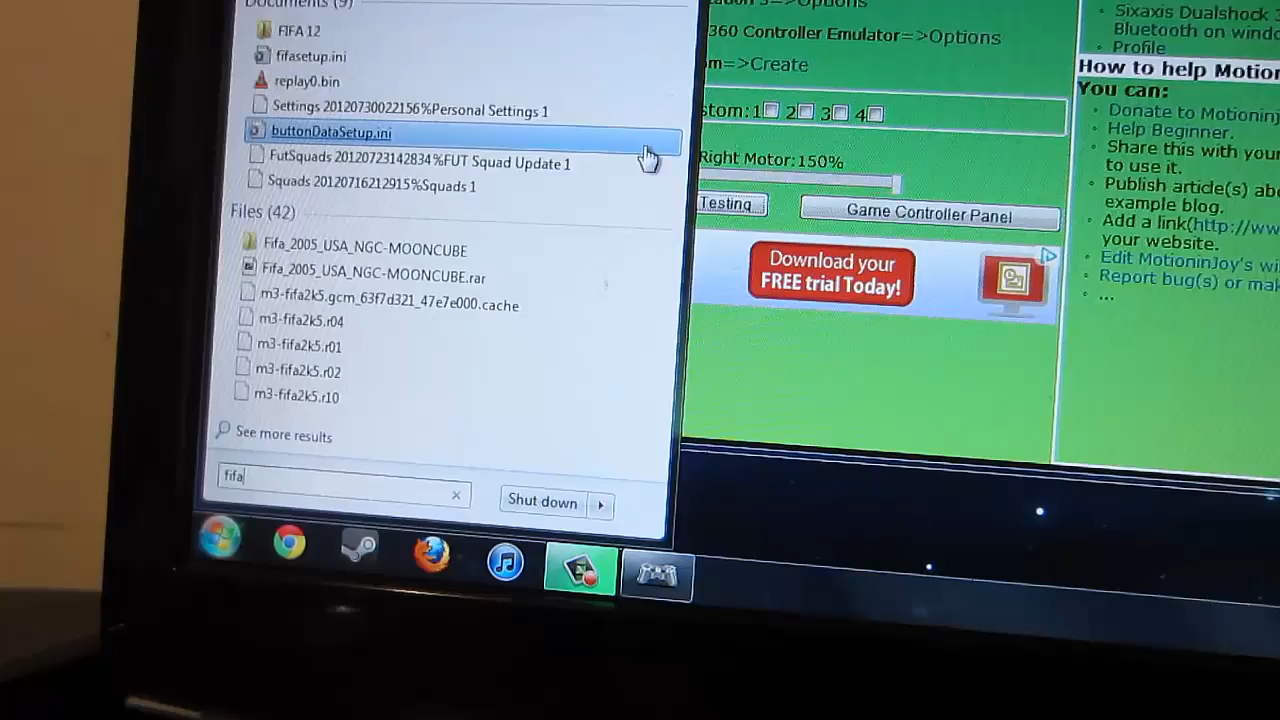 Documents (9)
FIFA 12
fifasetup.ini
replay0.bin
Settings 20120730022156%Personal Settings 1
buttonDataSetup.ini
FutSquads 20120723142834%FUT Squad Update 1
Squads 20120716212915%Squads 1
Files (42)
Fifa_2005_USA_NGC-MOONCUBE
Fifa_2005_USA_NGC-MOONCUBE.rar
m3-fifa2k5.gcm_63f7d321_47e7e000.cache
m3-fifa2k5.r04
m3-fifa2k5.r01
m3-fifa2k5.r02
m3-fifa2k5.r10
See more results
fifa
Shut down
3=>Options
360 Controller Emulator=>Options
m=>Create
stom:1 2 3 4
Right Motor:150%
Testing
Game Controller Panel
Download your
FREE trial Today!
Sixaxis Dualshock 3
Bluetooth on windo
Profile
How to help Motion
You can:
Donate to Motioninj
Help Beginner.
Share this with your
to use it.
Publish article(s) abo
example blog.
Add a link(http://ww
your website.
Edit MotioninJoy's wi
Report bug(s) or mak
...